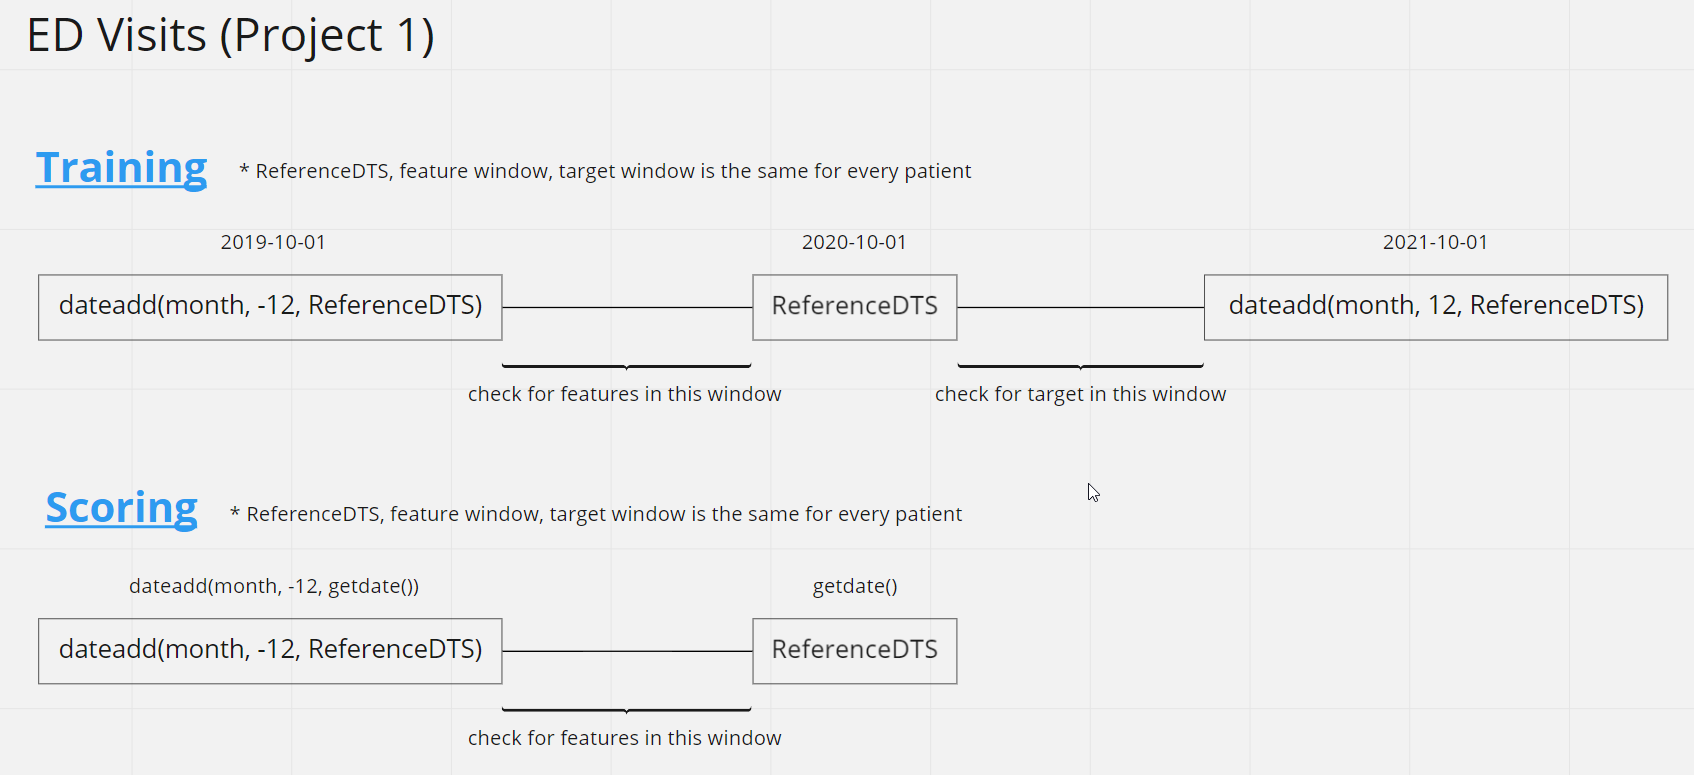 ED Visits (Project 1)
Training
* ReferenceDTS, feature window, target window is the same for every patient
2019-10-01
2020-10-01
2021-10-01
dateadd(month, -12, ReferenceDTS)
ReferenceDTS
dateadd(month, 12, ReferenceDTS)
check for features in this window
check for target in this window
Scoring
* ReferenceDTS, feature window, target window is the same for every patient
dateadd(month, -12, getdate())
getdate()
dateadd(month, -12, ReferenceDTS)
ReferenceDTS
check for features in this window